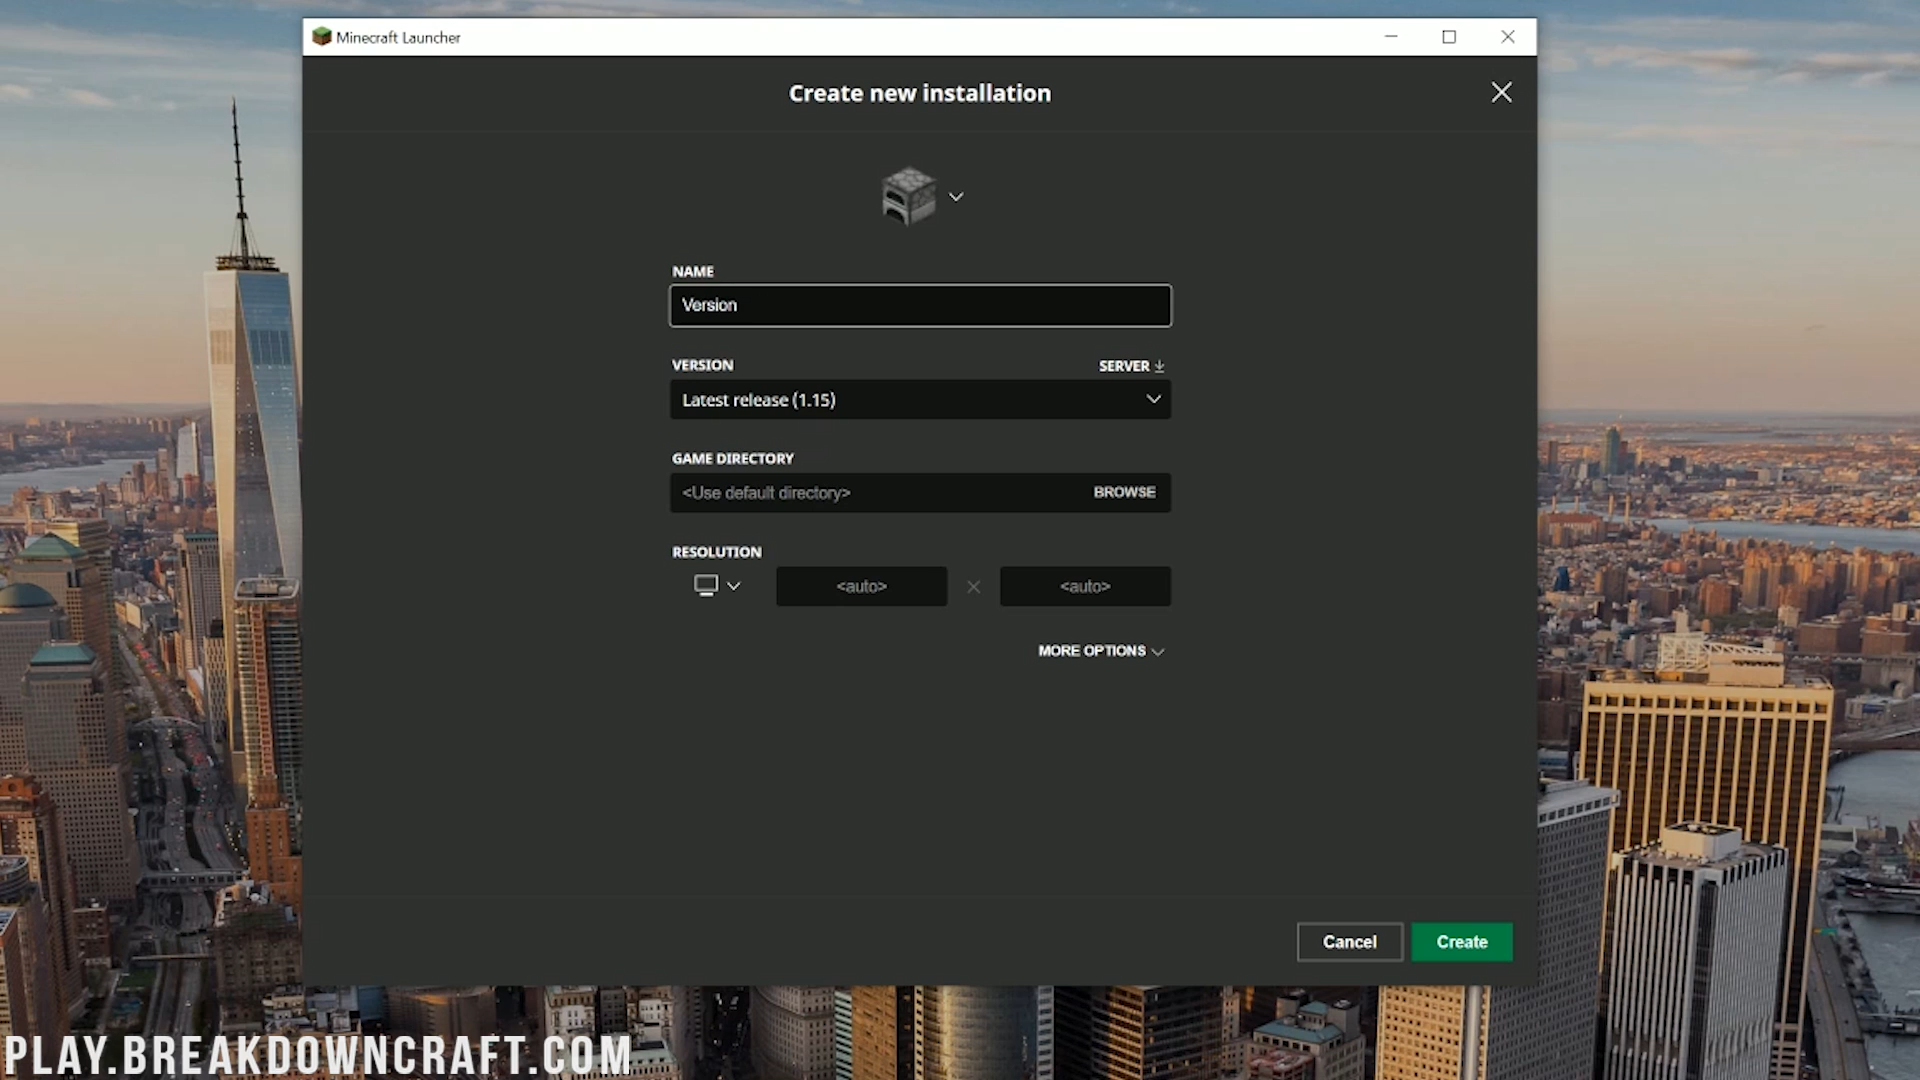 Minecraft Launcher
Create new installation
NAME
Version
VERSION
SERVER
Latest release (1.15)
GAME DIRECTORY
<Use default directory>
BROWSE
RESOLUTION
<auto>
<auto>
MORE OPTIONS
Cancel
Create
PLAY.BREAKDOWNCRAFT.COM